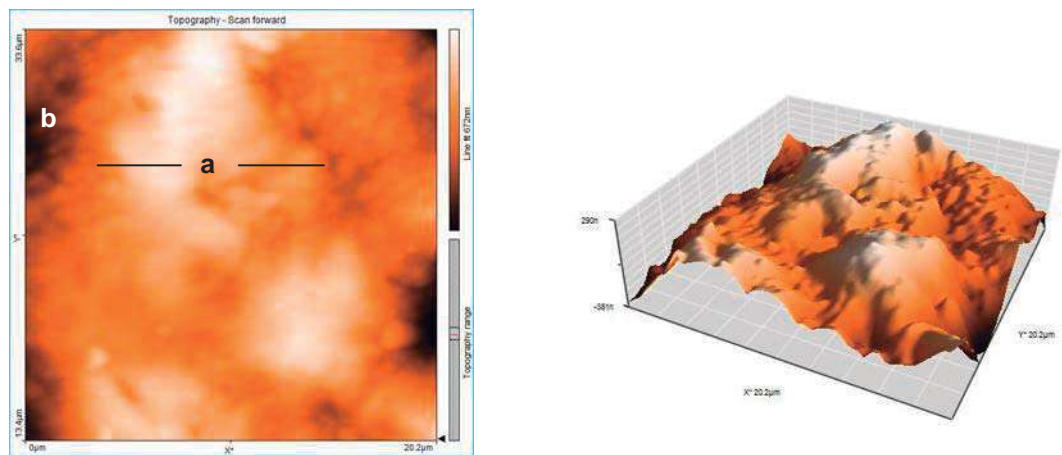 Topography - Scan forward
33.6µm
Y*
13.4µm
0µm
X*
20.2µm
b
a
Line fit 672nm
Topography range
290n
-381n
X* 20.2µm
Y* 20.2µm